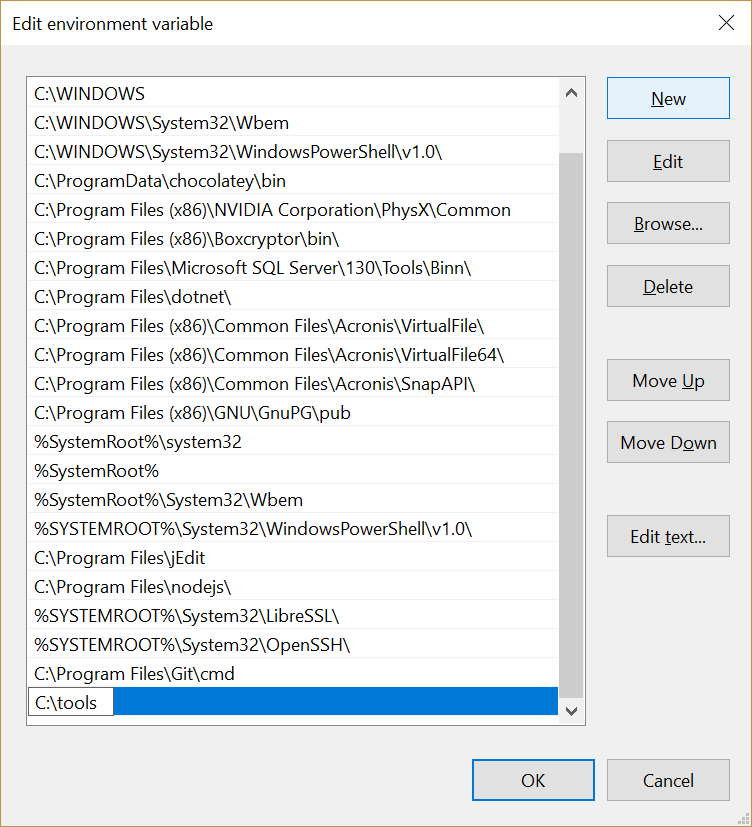 Edit environment variable
C:\WINDOWS
C:\WINDOWS\System32\Wbem
C:\WINDOWS\System32\WindowsPowerShell\v1.0\
C:\ProgramData\chocolatey\bin
C:\Program Files (x86)\NVIDIA Corporation\PhysX\Common
C:\Program Files (x86)\Boxcryptor\bin\
C:\Program Files\Microsoft SQL Server\130\Tools\Binn\
C:\Program Files\dotnet\
C:\Program Files (x86)\Common Files\Acronis\VirtualFile\
C:\Program Files (x86)\Common Files\Acronis\VirtualFile64\
C:\Program Files (x86)\Common Files\Acronis\SnapAPI\
C:\Program Files (x86)\GNU\GnuPG\pub
%SystemRoot%\system32
%SystemRoot%
%SystemRoot%\System32\Wbem
%SYSTEMROOT%\System32\WindowsPowerShell\v1.0\
C:\Program Files\jEdit
C:\Program Files\nodejs\
%SYSTEMROOT%\System32\LibreSSL\
%SYSTEMROOT%\System32\OpenSSH\
C:\Program Files\Git\cmd
C:\tools
New
Edit
Browse...
Delete
Move Up
Move Down
Edit text...
OK
Cancel